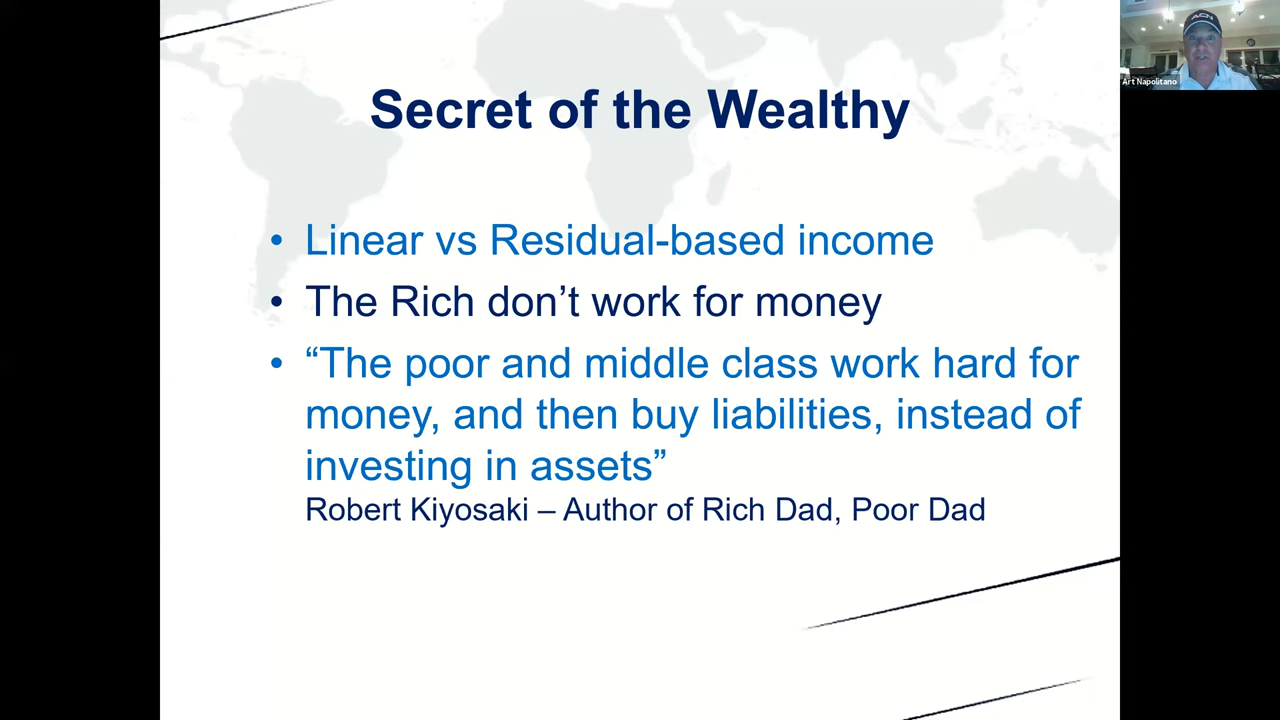 Secret of the Wealthy
• Linear vs Residual-based income
• The Rich don’t work for money
• “The poor and middle class work hard for
money, and then buy liabilities, instead of
investing in assets”
Robert Kiyosaki – Author of Rich Dad, Poor Dad
ACN
Art Napolitano